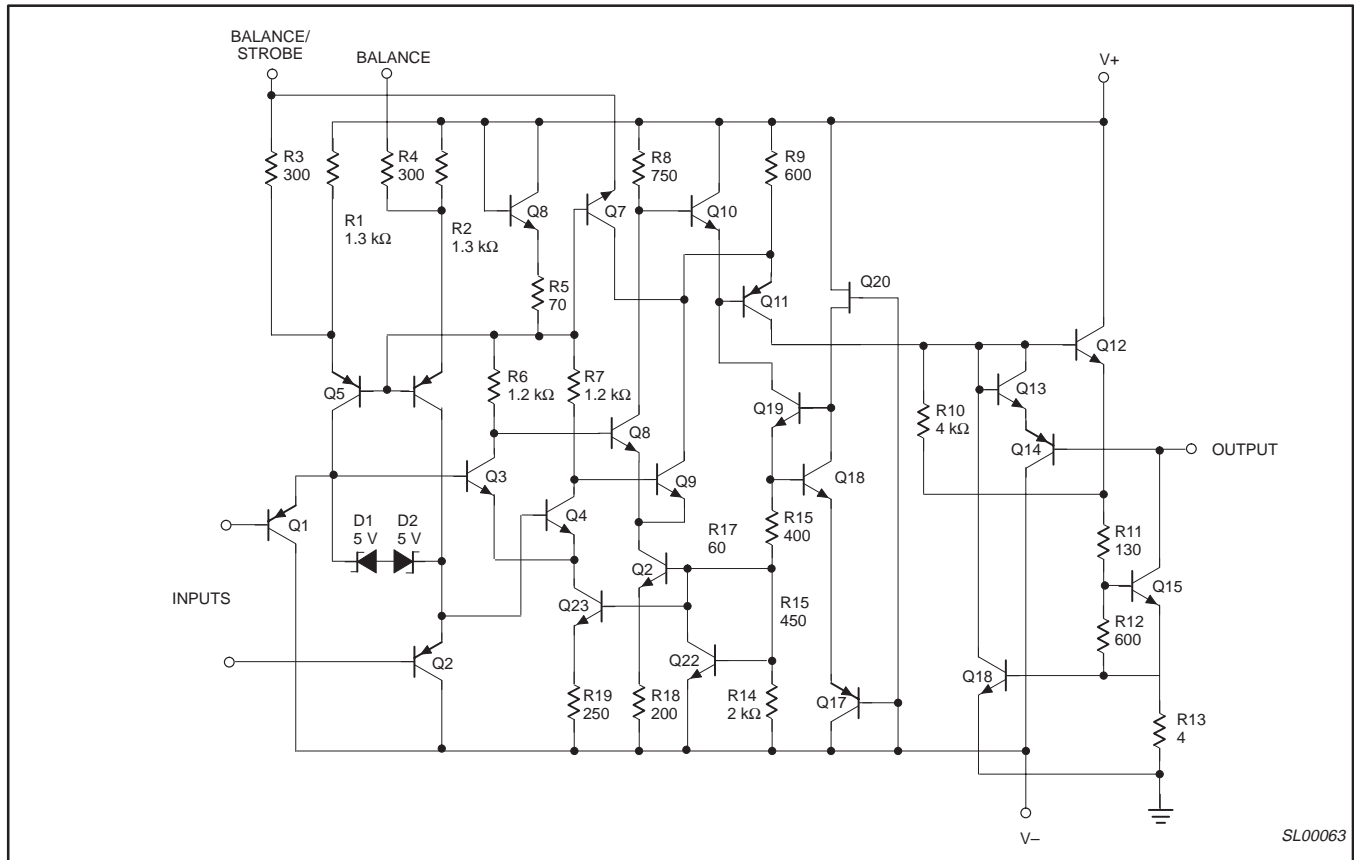 BALANCE/
STROBE
BALANCE
V+
R3
300
R4
300
R8
750
R9
600
Q8
Q7
Q10
R1
1.3 kΩ
R2
1.3 kΩ
R5
70
Q11
Q20
Q5
R6
1.2 kΩ
R7
1.2 kΩ
Q12
Q13
Q19
R10
4 kΩ
Q8
Q14
OUTPUT
Q3
Q9
Q18
Q1
D1
5 V
D2
5 V
Q4
R17
60
R15
400
R11
130
Q2
Q15
INPUTS
Q23
R15
450
R12
600
Q2
Q22
Q18
R19
250
R18
200
R14
2 kΩ
Q17
R13
4
V–
SL00063